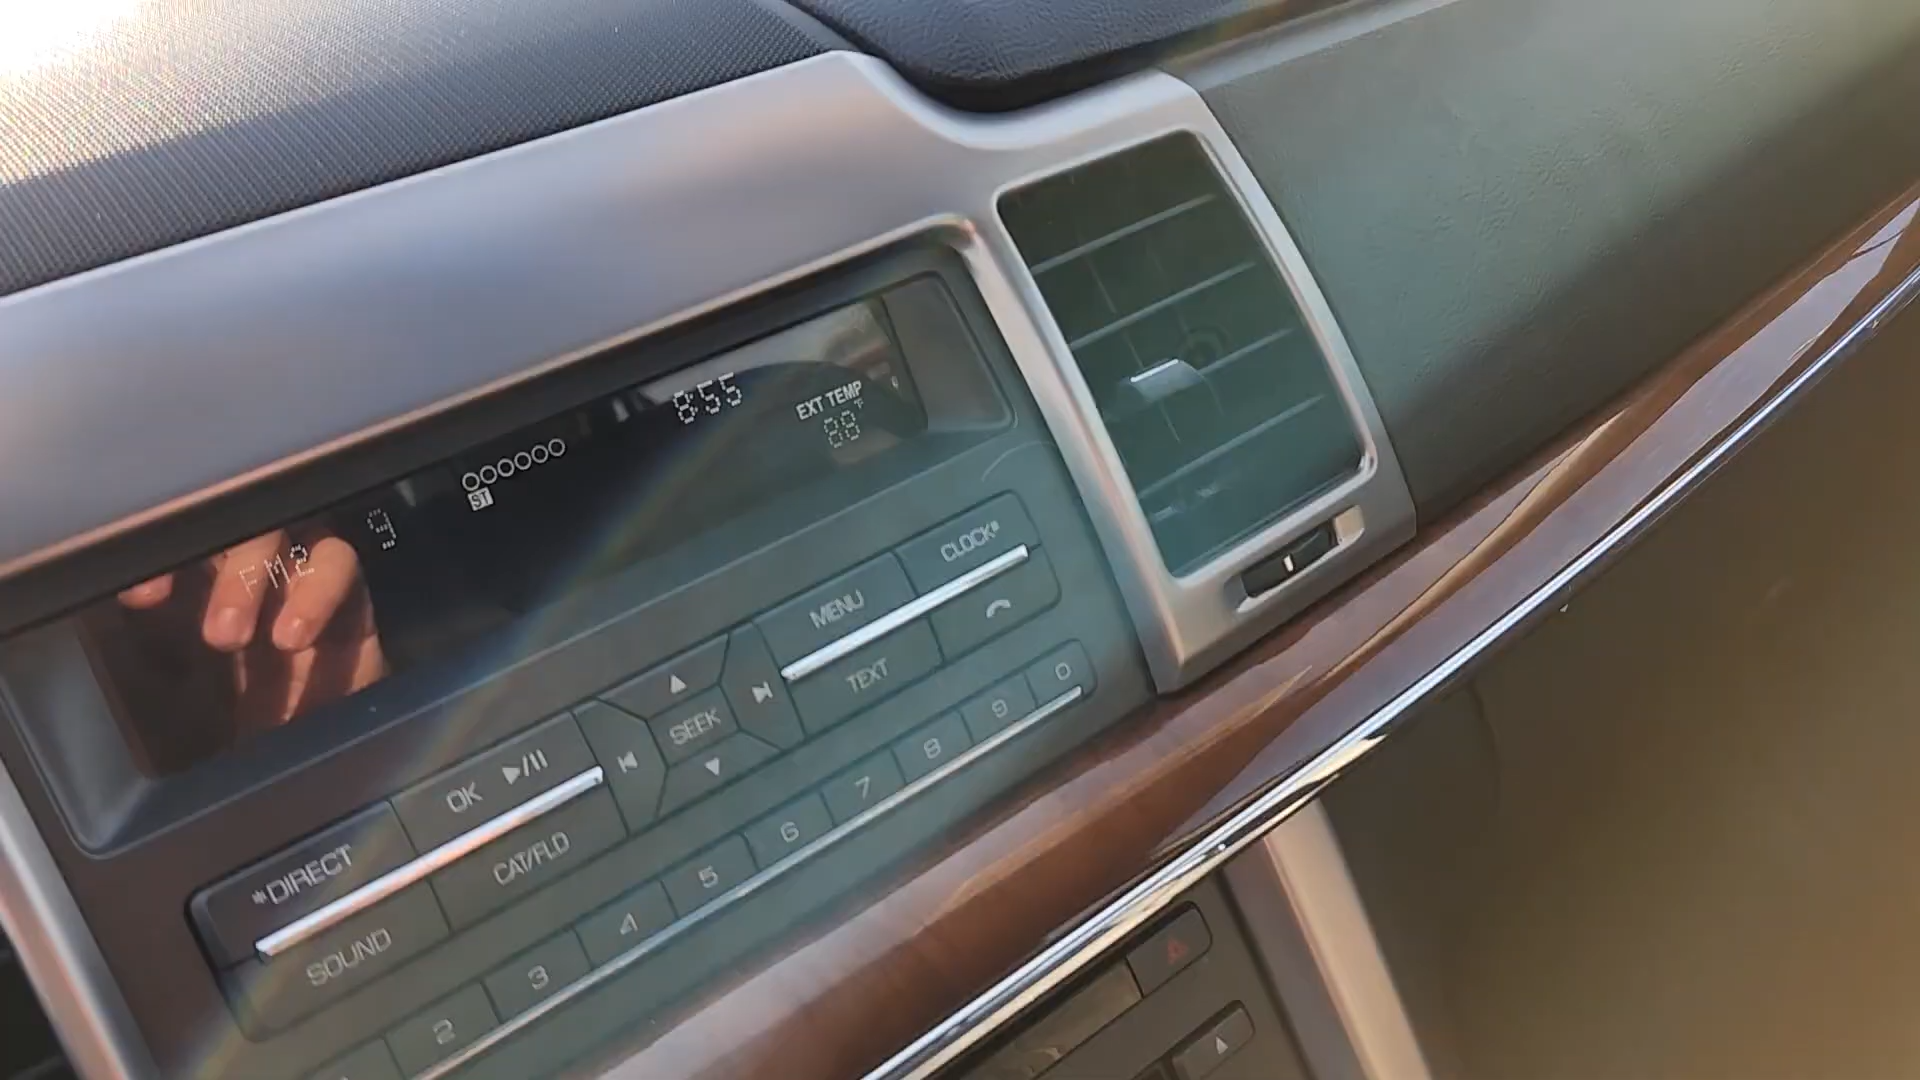 8:55
EXT TEMP
88°F
ST
FM2 9
CLOCK*
MENU
TEXT
SEEK
OK ▶/II
CAT/FLD
*DIRECT
SOUND
2 3 4 5 6 7 8 9 0